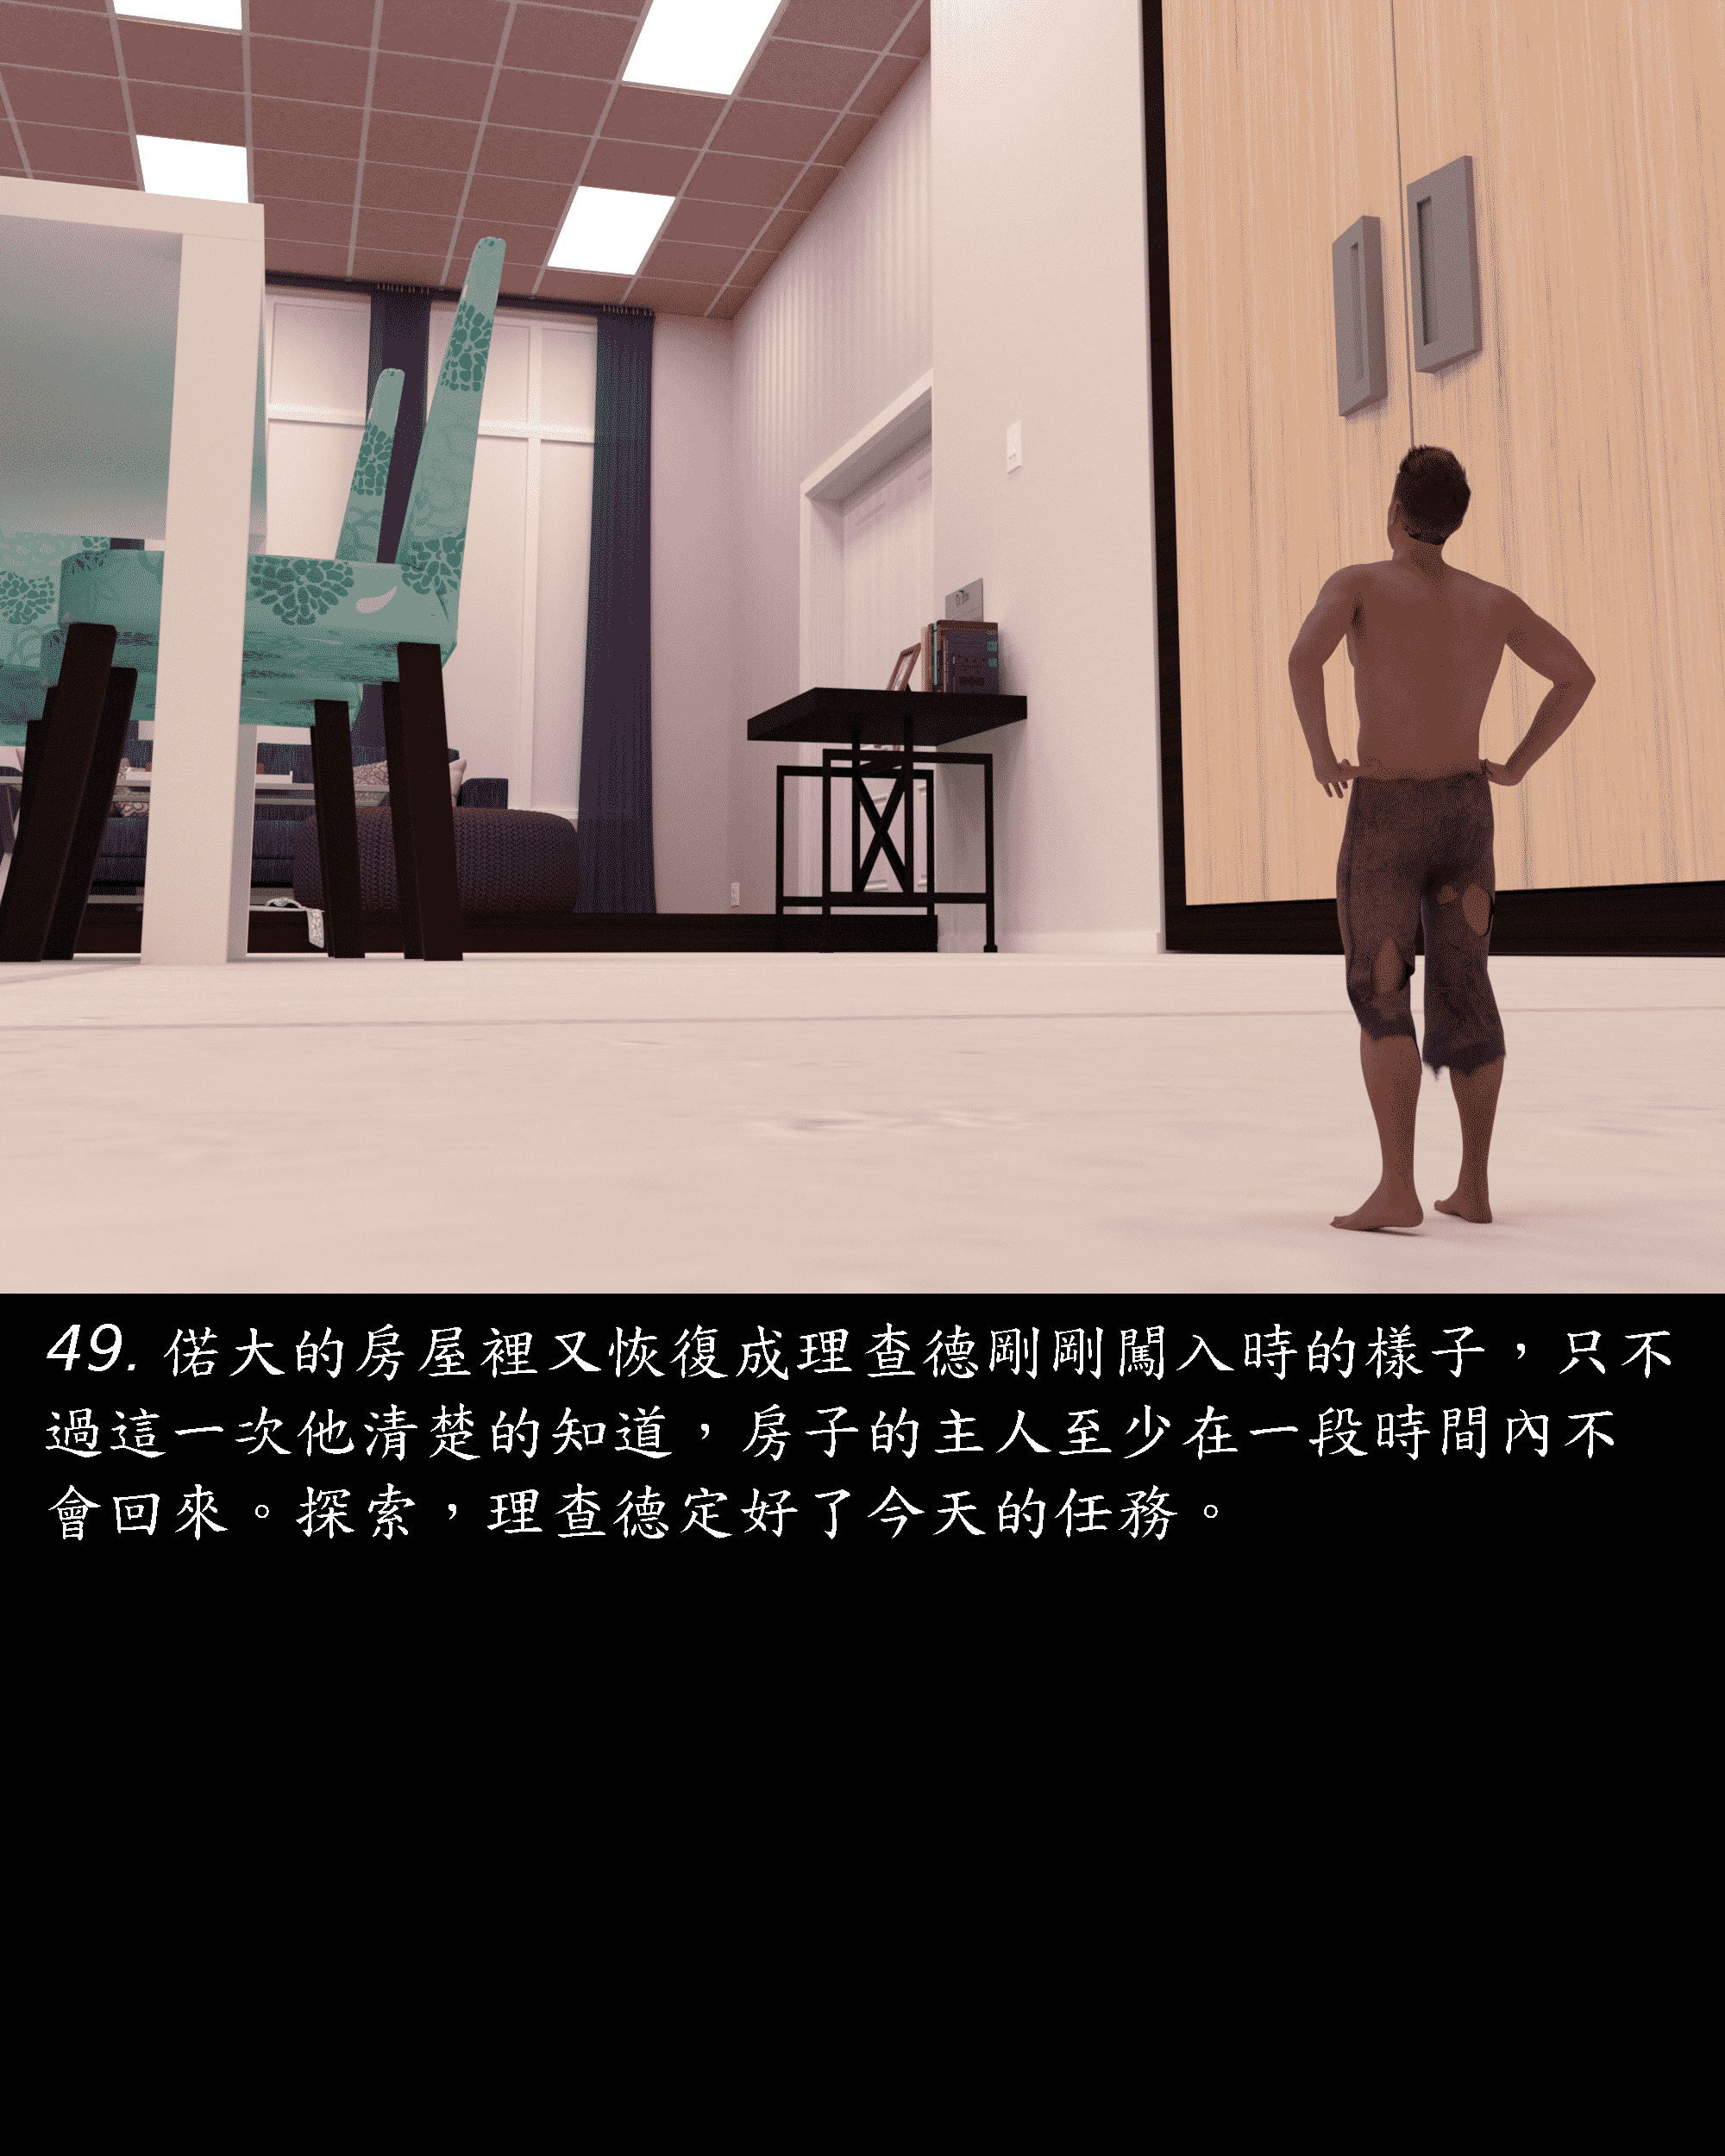 49. 偌大的房屋裡又恢復成理查德剛剛闖入時的樣子，只不
過這一次他清楚的知道，房子的主人至少在一段時間內不
會回來。探索，理查德定好了今天的任務。